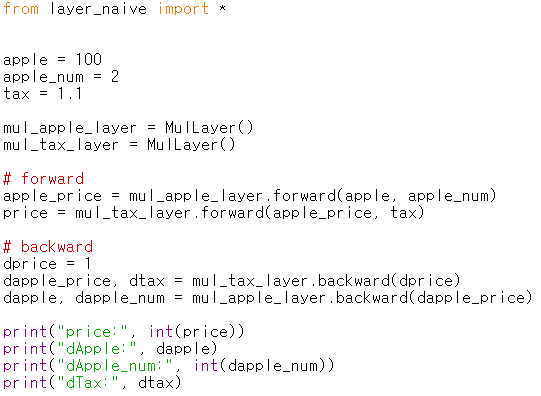 from layer_naive import *
apple = 100
apple_num = 2
tax = 1.1
mul_apple_layer = MulLayer()
mul_tax_layer = MulLayer()
# forward
apple_price = mul_apple_layer.forward(apple, apple_num)
price = mul_tax_layer.forward(apple_price, tax)
# backward
dprice = 1
dapple_price, dtax = mul_tax_layer.backward(dprice)
dapple, dapple_num = mul_apple_layer.backward(dapple_price)
print("price:", int(price))
print("dApple:", dapple)
print("dApple_num:", int(dapple_num))
print("dTax:", dtax)